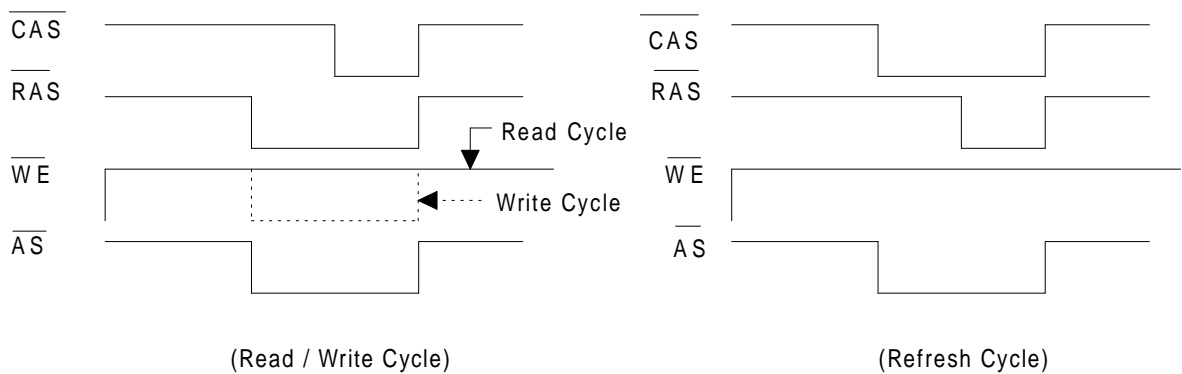 CAS
RAS
Read Cycle
WE
Write Cycle
AS
(Read / Write Cycle)
CAS
RAS
WE
AS
(Refresh Cycle)